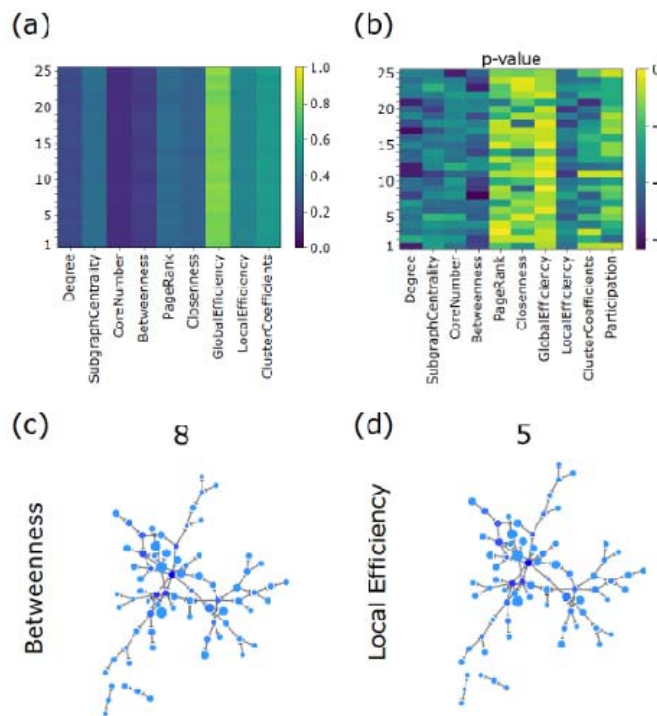 (a)
(b)
p-value
25
20
15
10
5
1
1.0
0.8
0.6
0.4
0.2
0.0
Degree
SubgraphCentrality
CoreNumber
Betweenness
PageRank
Closeness
GlobalEfficiency
LocalEfficiency
ClusterCoefficients
25
20
15
10
5
1
Degree
SubgraphCentrality
CoreNumber
Betweenness
PageRank
Closeness
GlobalEfficiency
LocalEfficiency
ClusterCoefficients
Participation
(c)
8
Betweenness
(d)
5
Local Efficiency